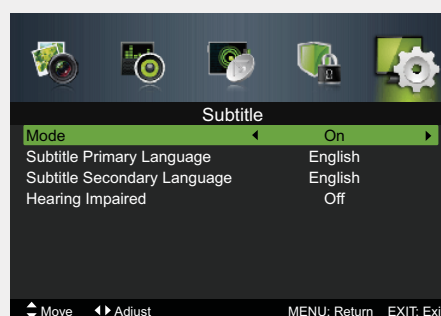 Subtitle
Mode On
Subtitle Primary Language English
Subtitle Secondary Language English
Hearing Impaired Off
Move Adjust MENU: Return EXIT: Exi